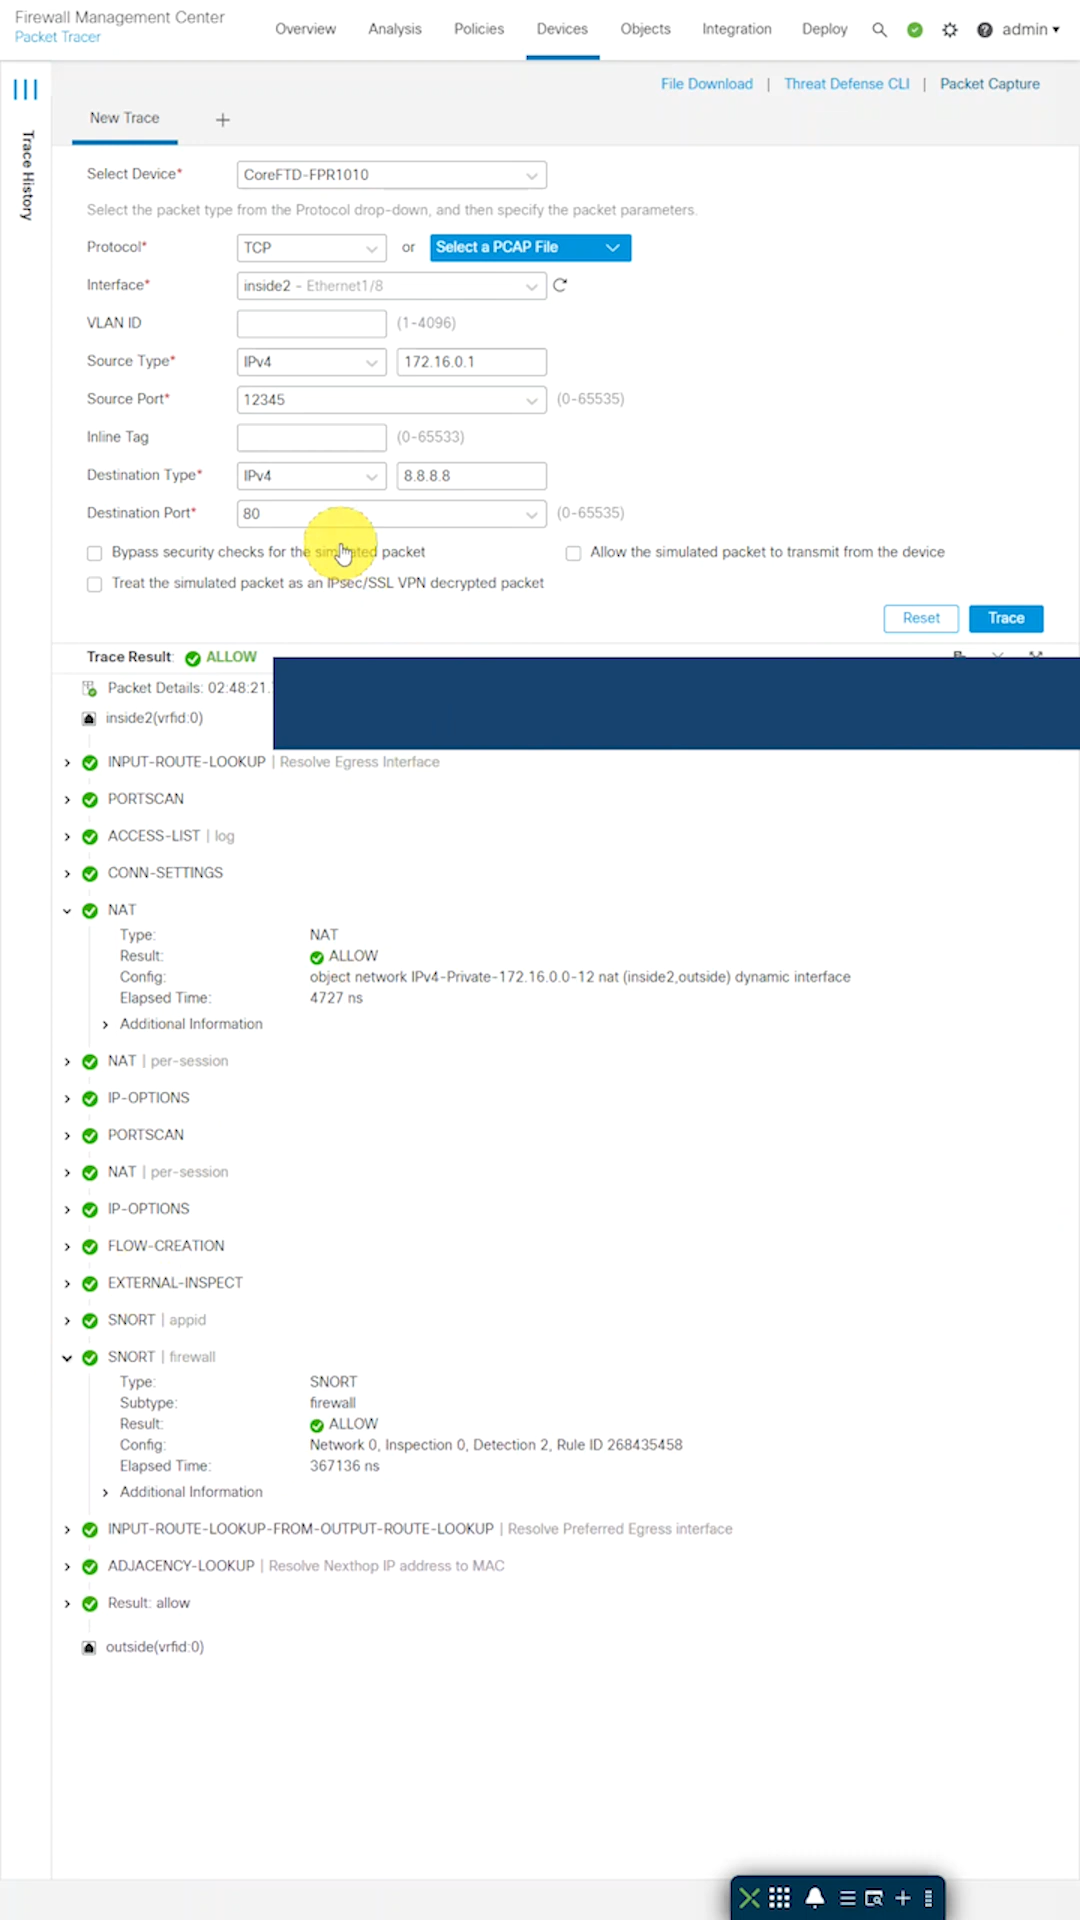 Firewall Management Center
Packet Tracer
Overview Analysis Policies Devices Objects Integration Deploy admin
File Download | Threat Defense CLI | Packet Capture
Trace History
New Trace +
Select Device* CoreFTD-FPR1010
Select the packet type from the Protocol drop-down, and then specify the packet parameters.
Protocol* TCP or Select a PCAP File
Interface* inside2 - Ethernet1/8
VLAN ID (1-4096)
Source Type* IPv4 172.16.0.1
Source Port* 12345 (0-65535)
Inline Tag (0-65533)
Destination Type* IPv4 8.8.8.8
Destination Port* 80 (0-65535)
Bypass security checks for the simulated packet Allow the simulated packet to transmit from the device
Treat the simulated packet as an IPsec/SSL VPN decrypted packet
Reset Trace
Trace Result: ALLOW
Packet Details: 02:48:21.
inside2(vrfid:0)
INPUT-ROUTE-LOOKUP | Resolve Egress Interface
PORTSCAN
ACCESS-LIST | log
CONN-SETTINGS
NAT
Type: NAT
Result: ALLOW
Config: object network IPv4-Private-172.16.0.0-12 nat (inside2,outside) dynamic interface
Elapsed Time: 4727 ns
Additional Information
NAT | per-session
IP-OPTIONS
PORTSCAN
NAT | per-session
IP-OPTIONS
FLOW-CREATION
EXTERNAL-INSPECT
SNORT | appid
SNORT | firewall
Type: SNORT
Subtype: firewall
Result: ALLOW
Config: Network 0, Inspection 0, Detection 2, Rule ID 268435458
Elapsed Time: 367136 ns
Additional Information
INPUT-ROUTE-LOOKUP-FROM-OUTPUT-ROUTE-LOOKUP | Resolve Preferred Egress interface
ADJACENCY-LOOKUP | Resolve Nexthop IP address to MAC
Result: allow
outside(vrfid:0)